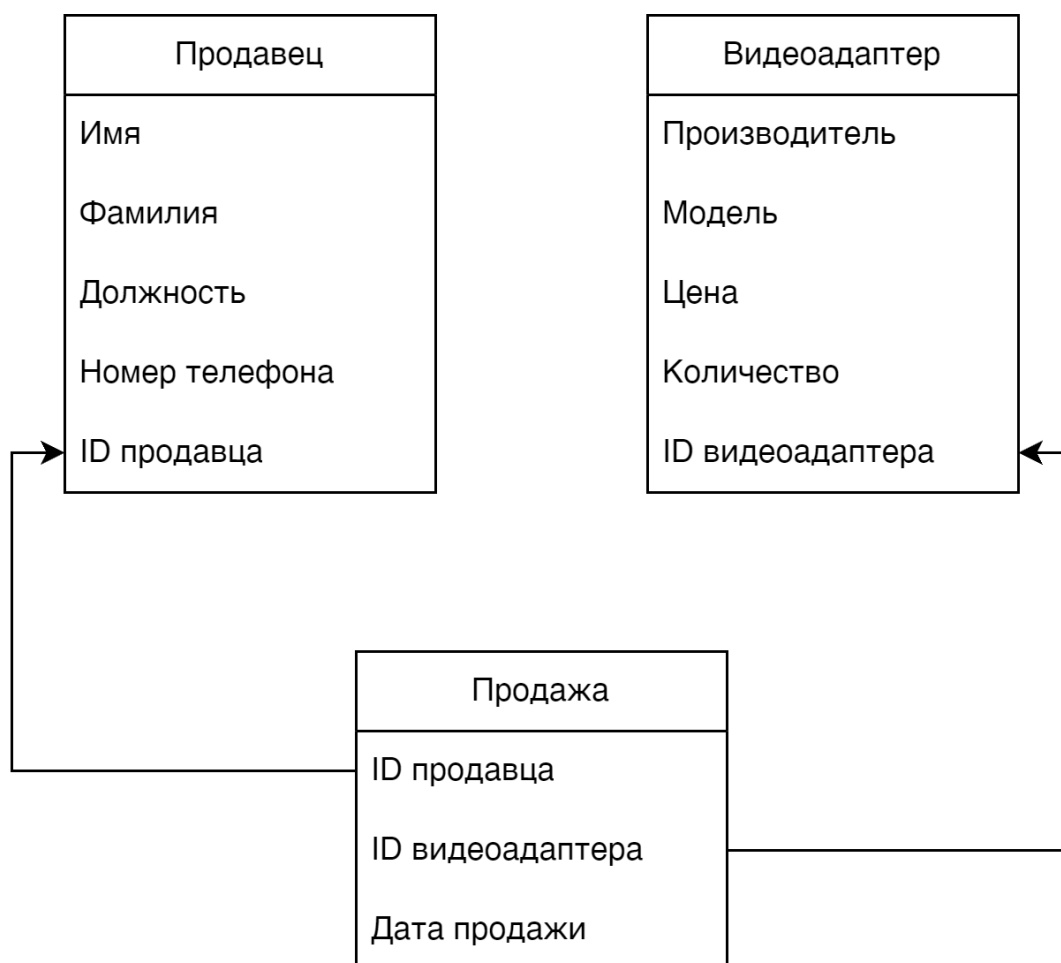 Продавец
Имя
Фамилия
Должность
Номер телефона
ID продавца
Видеоадаптер
Производитель
Модель
Цена
Количество
ID видеоадаптера
Продажа
ID продавца
ID видеоадаптера
Дата продажи